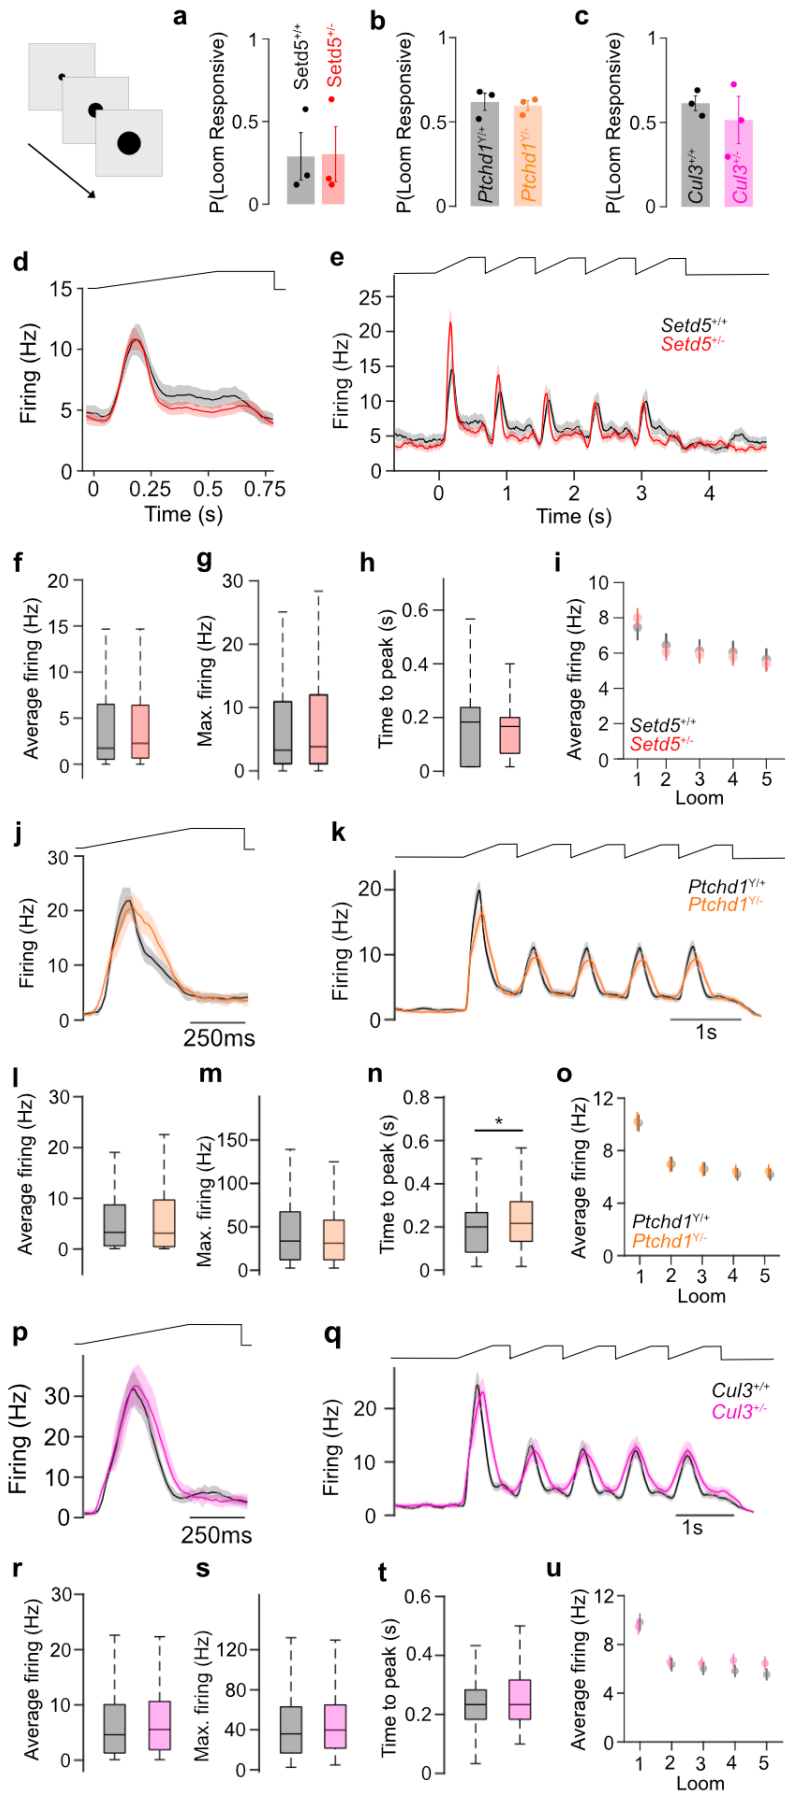 a
P(Loom Responsive)
1
0.5
0
Setd5+/+
Setd5+/-
b
P(Loom Responsive)
1
0.5
0
Ptchd1Y/+
Ptchd1Y/-
c
P(Loom Responsive)
1
0.5
0
Cul3+/+
Cul3+/-
d
Firing (Hz)
15
10
5
0
0 0.25 0.5 0.75
Time (s)
e
Firing (Hz)
25
20
15
10
5
0
Setd5+/+
Setd5+/-
0 1 2 3 4
Time (s)
f
Average firing (Hz)
20
15
10
5
0
g
Max. firing (Hz)
30
20
10
0
h
Time to peak (s)
0.6
0.4
0.2
0
i
Average firing (Hz)
10
8
6
4
2
0
Setd5+/+
Setd5+/-
1 2 3 4 5
Loom
j
Firing (Hz)
30
20
10
0
250ms
k
Firing (Hz)
20
10
0
Ptchd1Y/+
Ptchd1Y/-
1s
l
Average firing (Hz)
30
20
10
0
m
Max. firing (Hz)
150
100
50
0
n
Time to peak (s)
0.8
0.6
0.4
0.2
0
*
o
Average firing (Hz)
12
8
4
0
Ptchd1Y/+
Ptchd1Y/-
1 2 3 4 5
Loom
p
Firing (Hz)
30
20
10
0
250ms
q
Firing (Hz)
20
10
0
Cul3+/+
Cul3+/-
1s
r
Average firing (Hz)
30
20
10
0
s
Max. firing (Hz)
120
80
40
0
t
Time to peak (s)
0.6
0.4
0.2
0
u
Average firing (Hz)
12
8
4
0
1 2 3 4 5
Loom